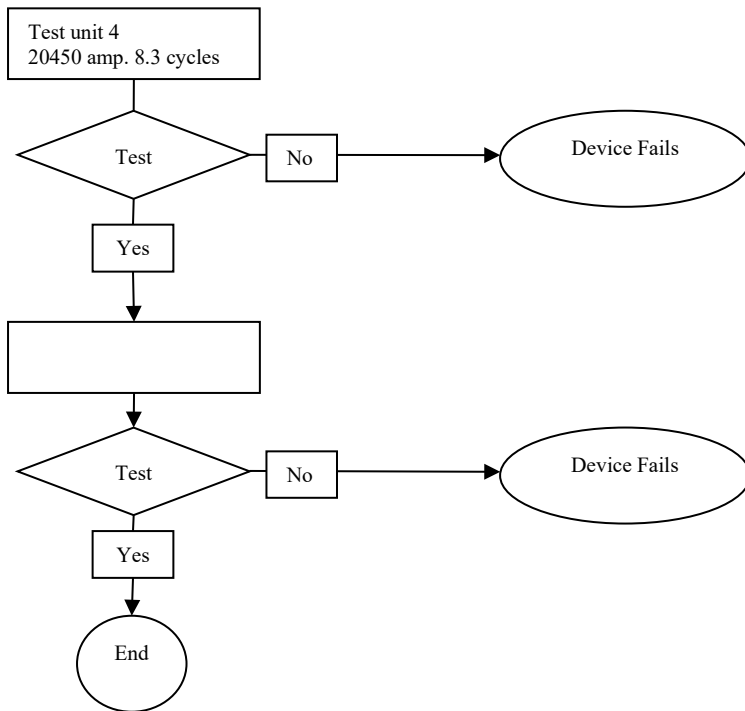 Test unit 4
20450 amp. 8.3 cycles
Test
No
Device Fails
Yes
Test
No
Device Fails
Yes
End